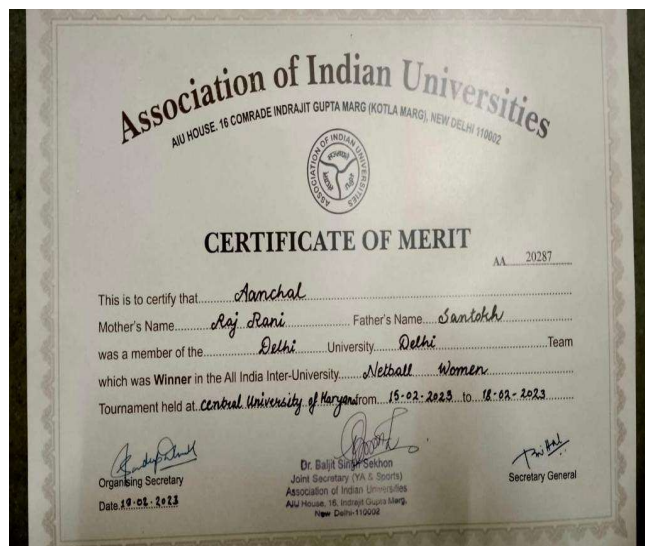 Association of Indian Universities
AIU HOUSE, 16 COMRADE INDRAJIT GUPTA MARG (KOTLA MARG), NEW DELHI 110002
ASSOCIATION OF INDIAN UNIVERSITIES
CERTIFICATE OF MERIT
AA 20287
This is to certify that Aanchal
Mother's Name Raj Rani Father's Name Santokh
was a member of the Delhi University Delhi Team
which was Winner in the All India Inter-University Netball Women
Tournament held at central University of Haryana from 15-02-2023 to 18-02-2023
Organising Secretary
Date 19-02-2023
Dr. Baljit Singh Sekhon
Joint Secretary (YA & Sports)
Association of Indian Universities
AIU House, 16, Indrajit Gupta Marg,
New Delhi-110002
Secretary General